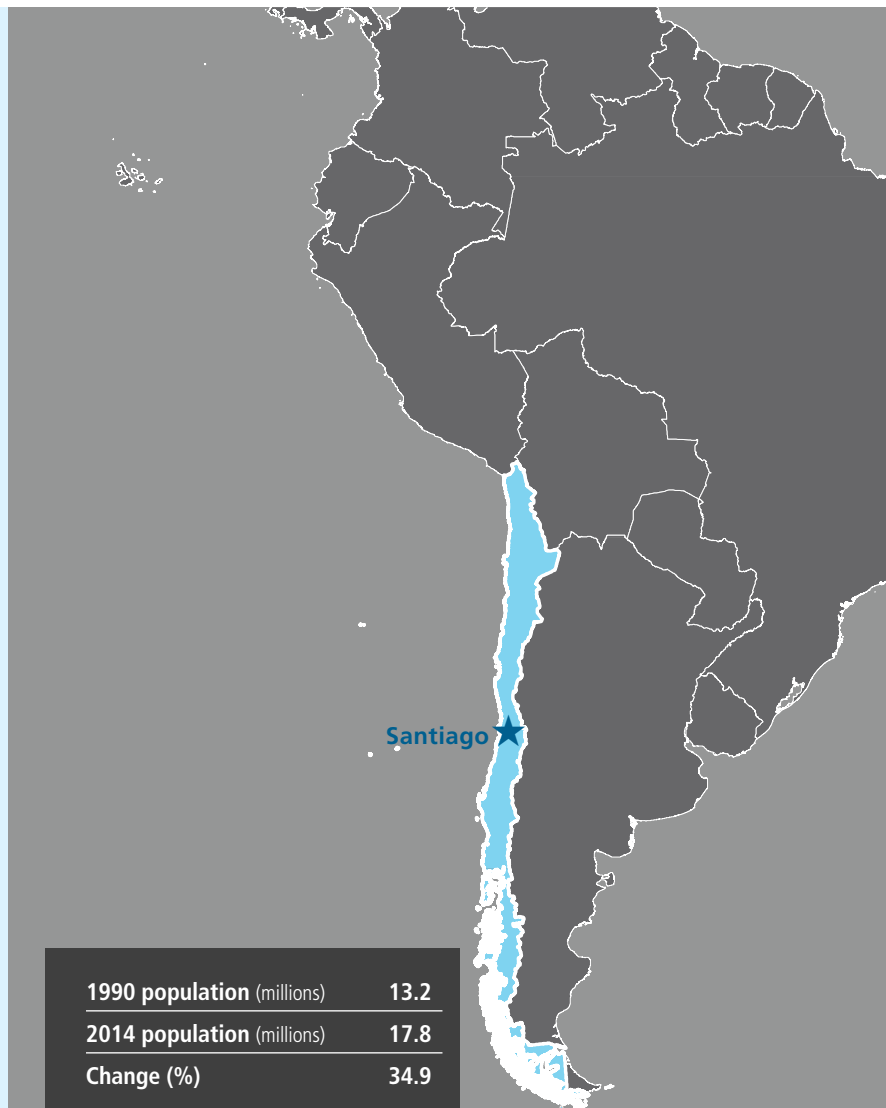 Santiago
1990 population (millions) 13.2
2014 population (millions) 17.8
Change (%) 34.9